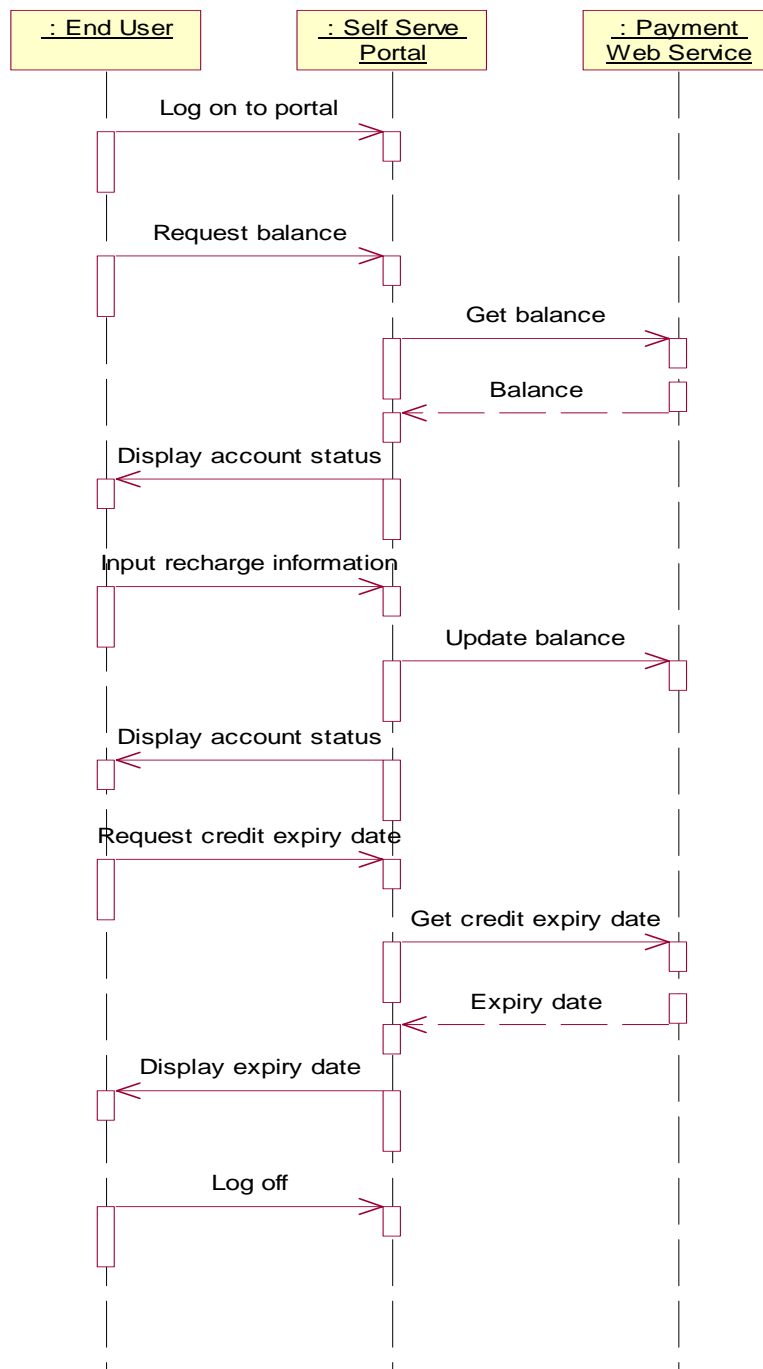 : End User
: Self Serve
Portal
: Payment
Web Service
Log on to portal
Request balance
Get balance
Balance
Display account status
Input recharge information
Update balance
Display account status
Request credit expiry date
Get credit expiry date
Expiry date
Display expiry date
Log off